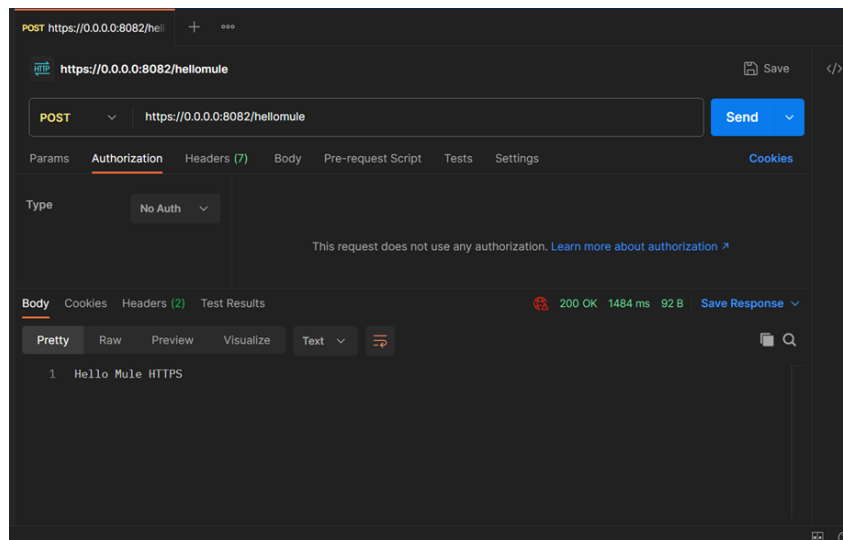 POST https://0.0.0.0:8082/hell
HTTP https://0.0.0.0:8082/hellomule Save </>
POST https://0.0.0.0:8082/hellomule Send
Params Authorization Headers (7) Body Pre-request Script Tests Settings Cookies
Type No Auth
This request does not use any authorization. Learn more about authorization ↗
Body Cookies Headers (2) Test Results 200 OK 1484 ms 92 B Save Response
Pretty Raw Preview Visualize Text
1 Hello Mule HTTPS